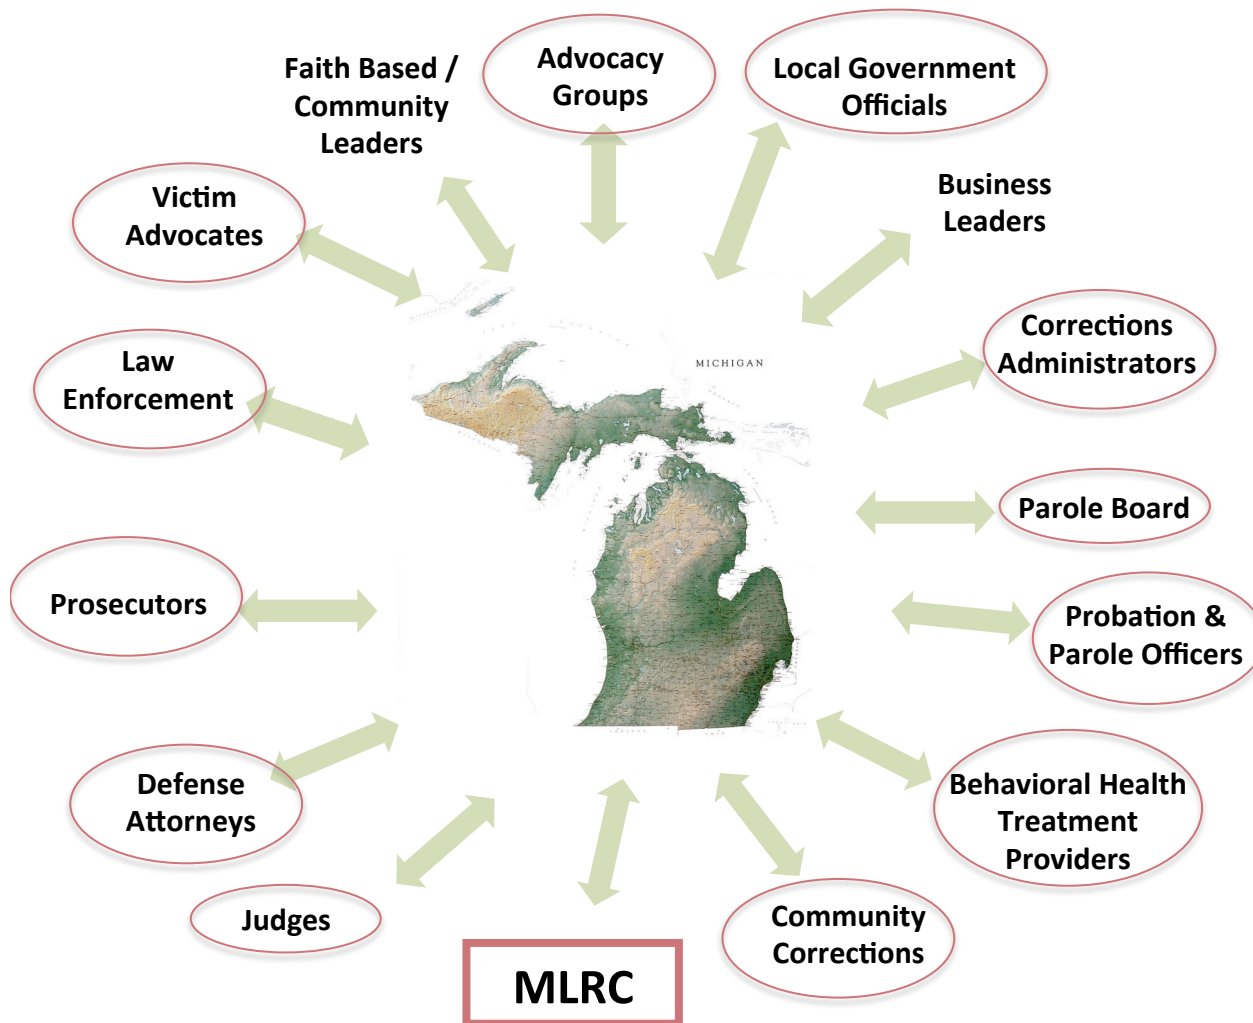 Faith Based /
Community
Leaders
Advocacy
Groups
Local Government
Officials
Business
Leaders
Victim
Advocates
Law
Enforcement
MICHIGAN
Corrections
Administrators
Parole Board
Prosecutors
Probation &
Parole Officers
Defense
Attorneys
Behavioral Health
Treatment
Providers
Judges
MLRC
Community
Corrections